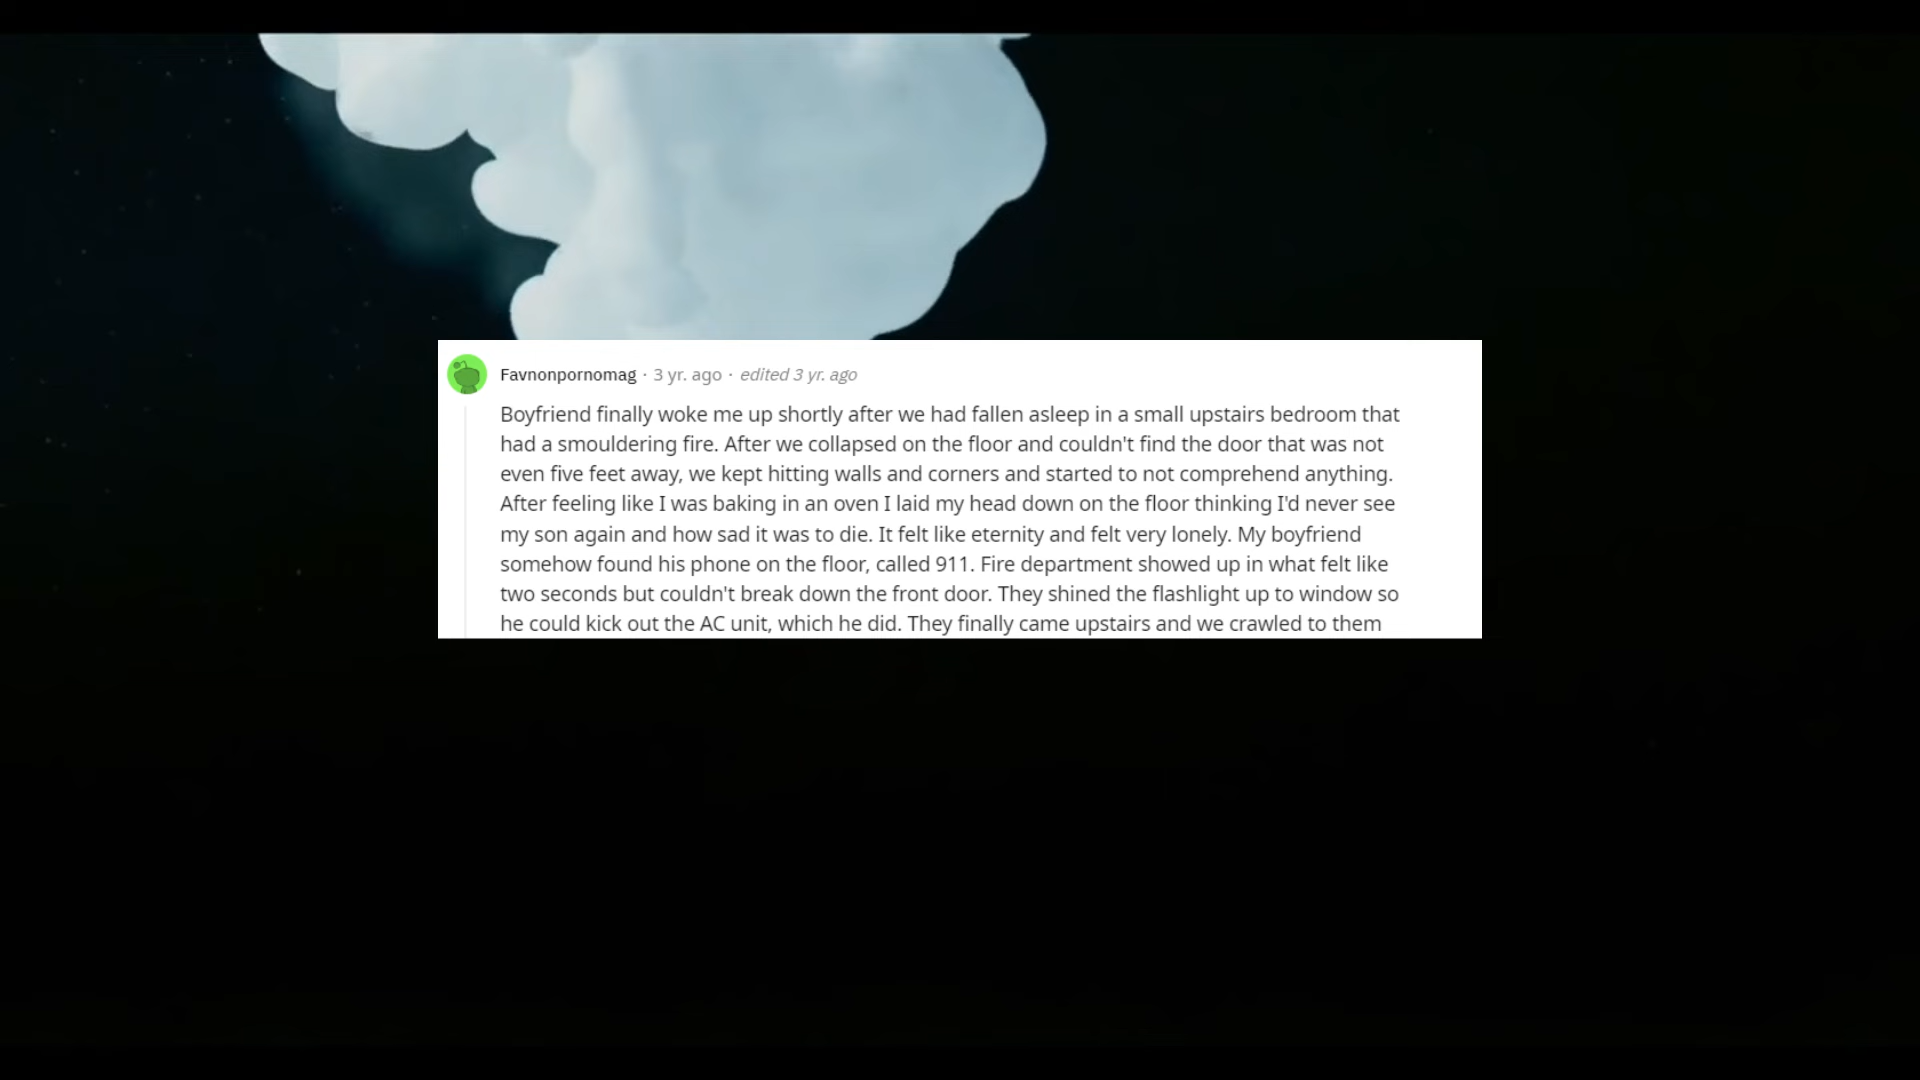 Favnonpornomag · 3 yr. ago · edited 3 yr. ago
Boyfriend finally woke me up shortly after we had fallen asleep in a small upstairs bedroom that
had a smouldering fire. After we collapsed on the floor and couldn't find the door that was not
even five feet away, we kept hitting walls and corners and started to not comprehend anything.
After feeling like I was baking in an oven I laid my head down on the floor thinking I'd never see
my son again and how sad it was to die. It felt like eternity and felt very lonely. My boyfriend
somehow found his phone on the floor, called 911. Fire department showed up in what felt like
two seconds but couldn't break down the front door. They shined the flashlight up to window so
he could kick out the AC unit, which he did. They finally came upstairs and we crawled to them